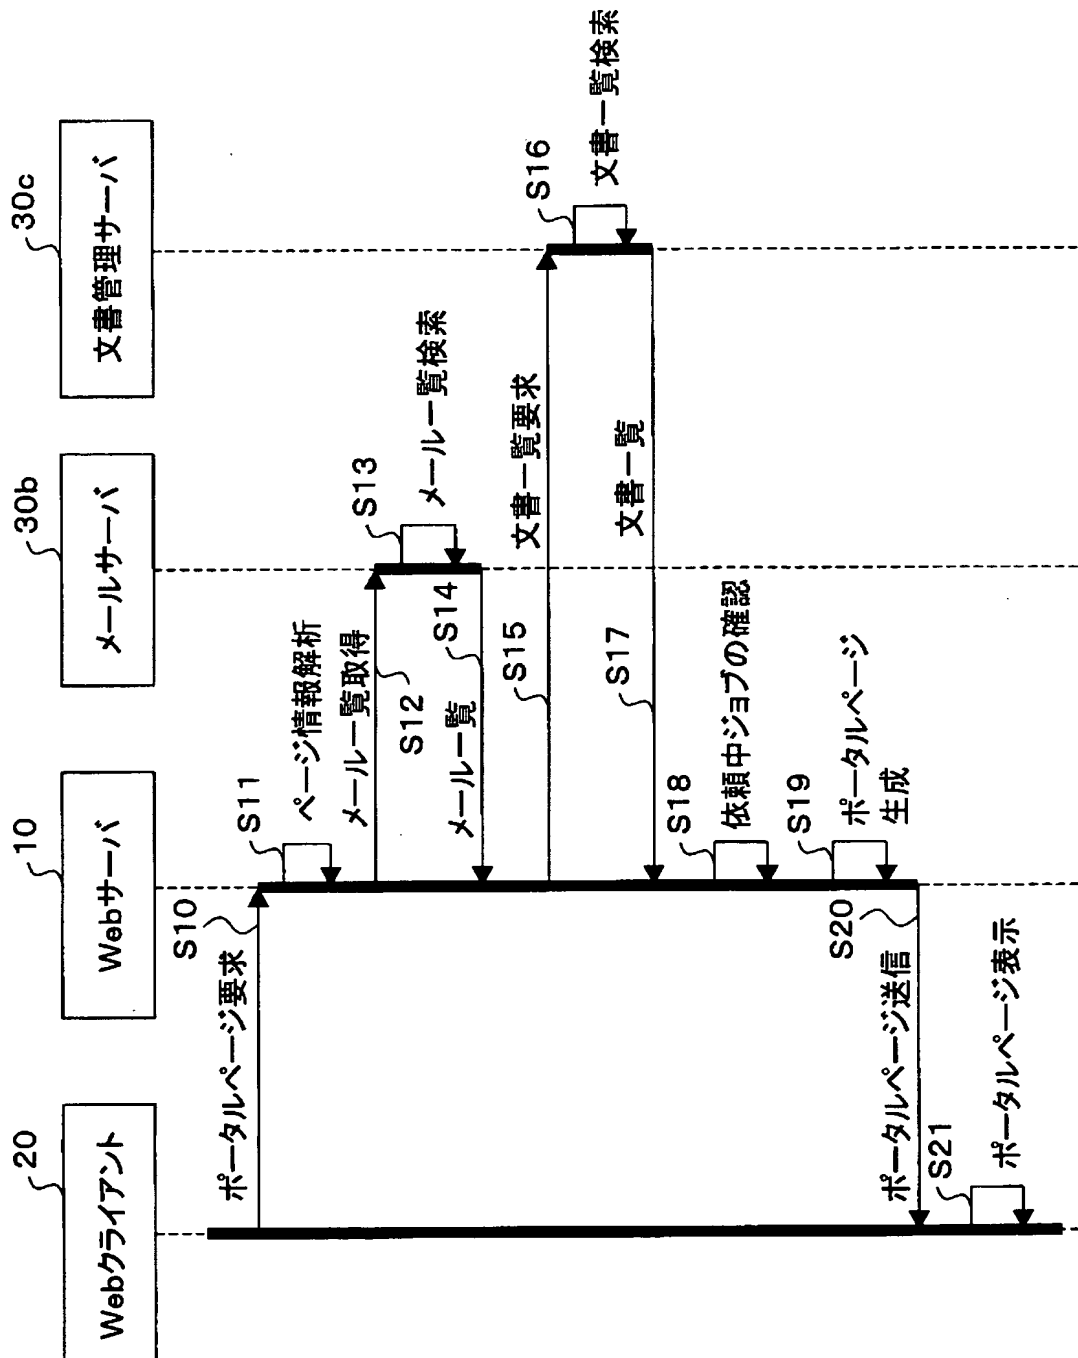 20
Webクライアント
10
Webサーバ
30b
メールサーバ
30c
文書管理サーバ
S10
ポータルページ要求
S11
ページ情報解析
メール一覧取得
S12
S13
メール一覧検索
S14
メール一覧
文書一覧要求
S15
S16
文書一覧検索
文書一覧
S17
S18
依頼中ジョブの確認
S19
ポータルページ
生成
S20
ポータルページ送信
S21
ポータルページ表示